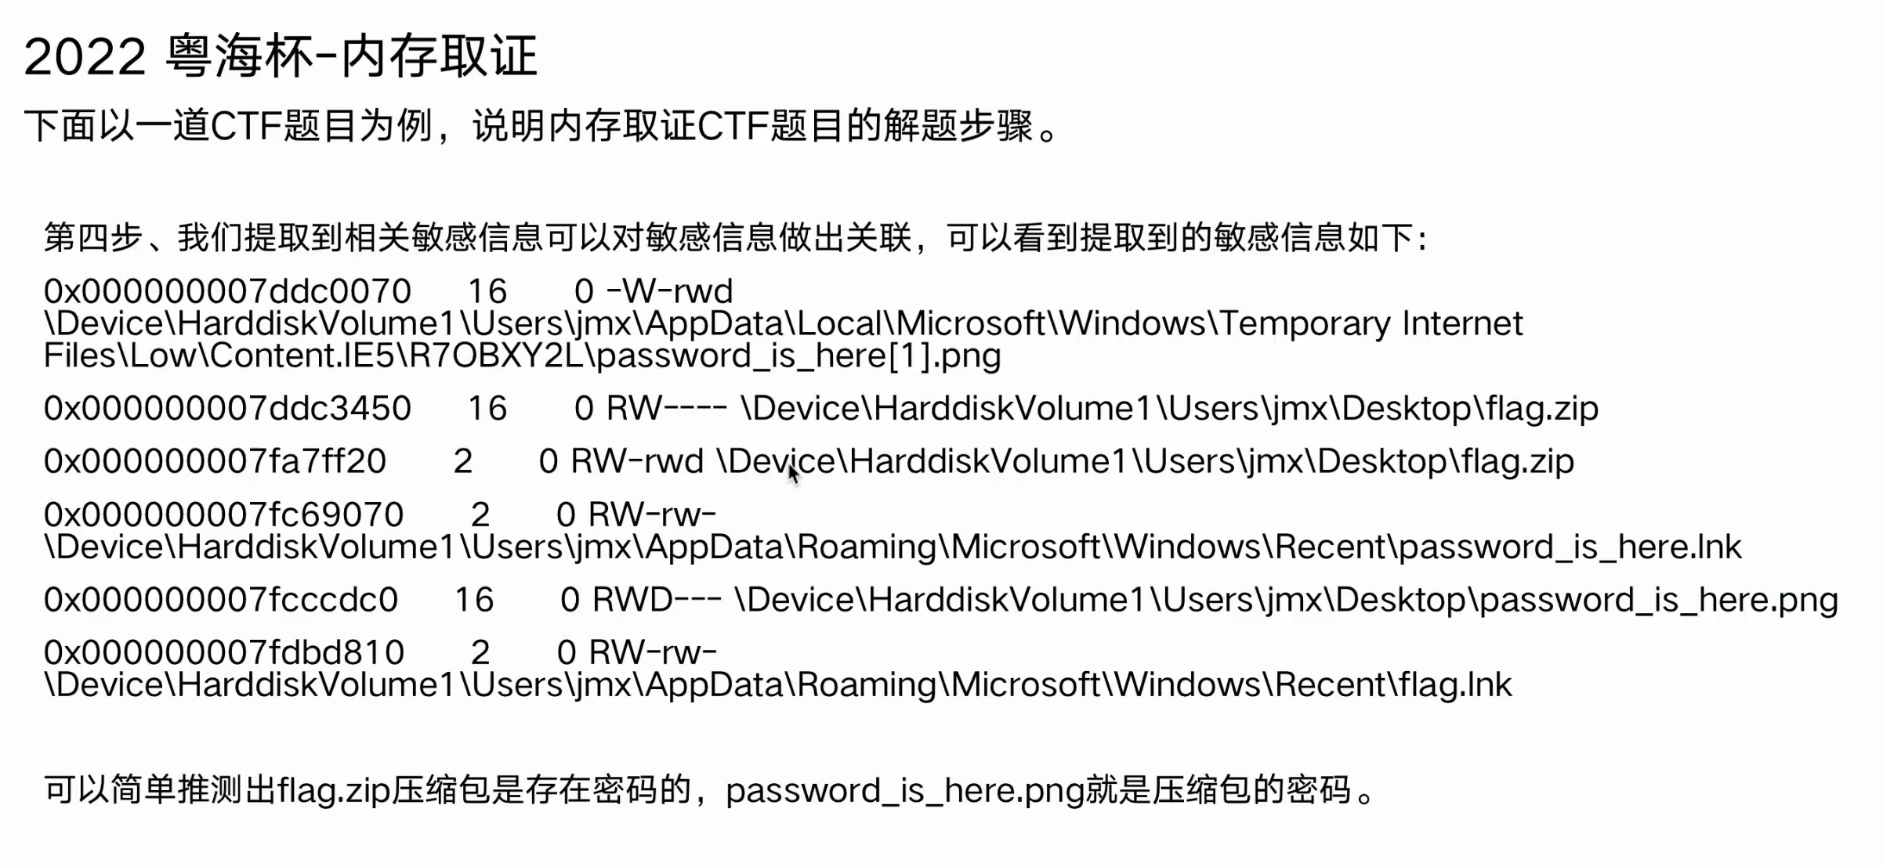 2022 粤海杯-内存取证
下面以一道CTF题目为例，说明内存取证CTF题目的解题步骤。
第四步、我们提取到相关敏感信息可以对敏感信息做出关联，可以看到提取到的敏感信息如下：
0x000000007ddc0070 16 0 -W-rwd
\Device\HarddiskVolume1\Users\jmx\AppData\Local\Microsoft\Windows\Temporary Internet
Files\Low\Content.IE5\R7OBXY2L\password_is_here[1].png
0x000000007ddc3450 16 0 RW---- \Device\HarddiskVolume1\Users\jmx\Desktop\flag.zip
0x000000007fa7ff20 2 0 RW-rwd \Device\HarddiskVolume1\Users\jmx\Desktop\flag.zip
0x000000007fc69070 2 0 RW-rw-
\Device\HarddiskVolume1\Users\jmx\AppData\Roaming\Microsoft\Windows\Recent\password_is_here.lnk
0x000000007fcccdc0 16 0 RWD--- \Device\HarddiskVolume1\Users\jmx\Desktop\password_is_here.png
0x000000007fdbd810 2 0 RW-rw-
\Device\HarddiskVolume1\Users\jmx\AppData\Roaming\Microsoft\Windows\Recent\flag.lnk
可以简单推测出flag.zip压缩包是存在密码的，password_is_here.png就是压缩包的密码。